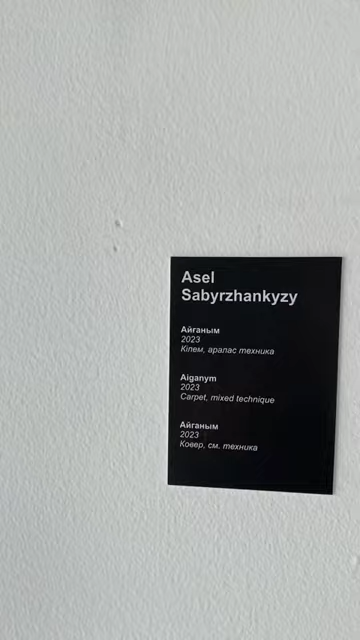 Asel
Sabyrzhankyzy
Айганым
2023
Кілем, аралас техника
Aiganym
2023
Carpet, mixed technique
Айганым
2023
Ковер, см. техника